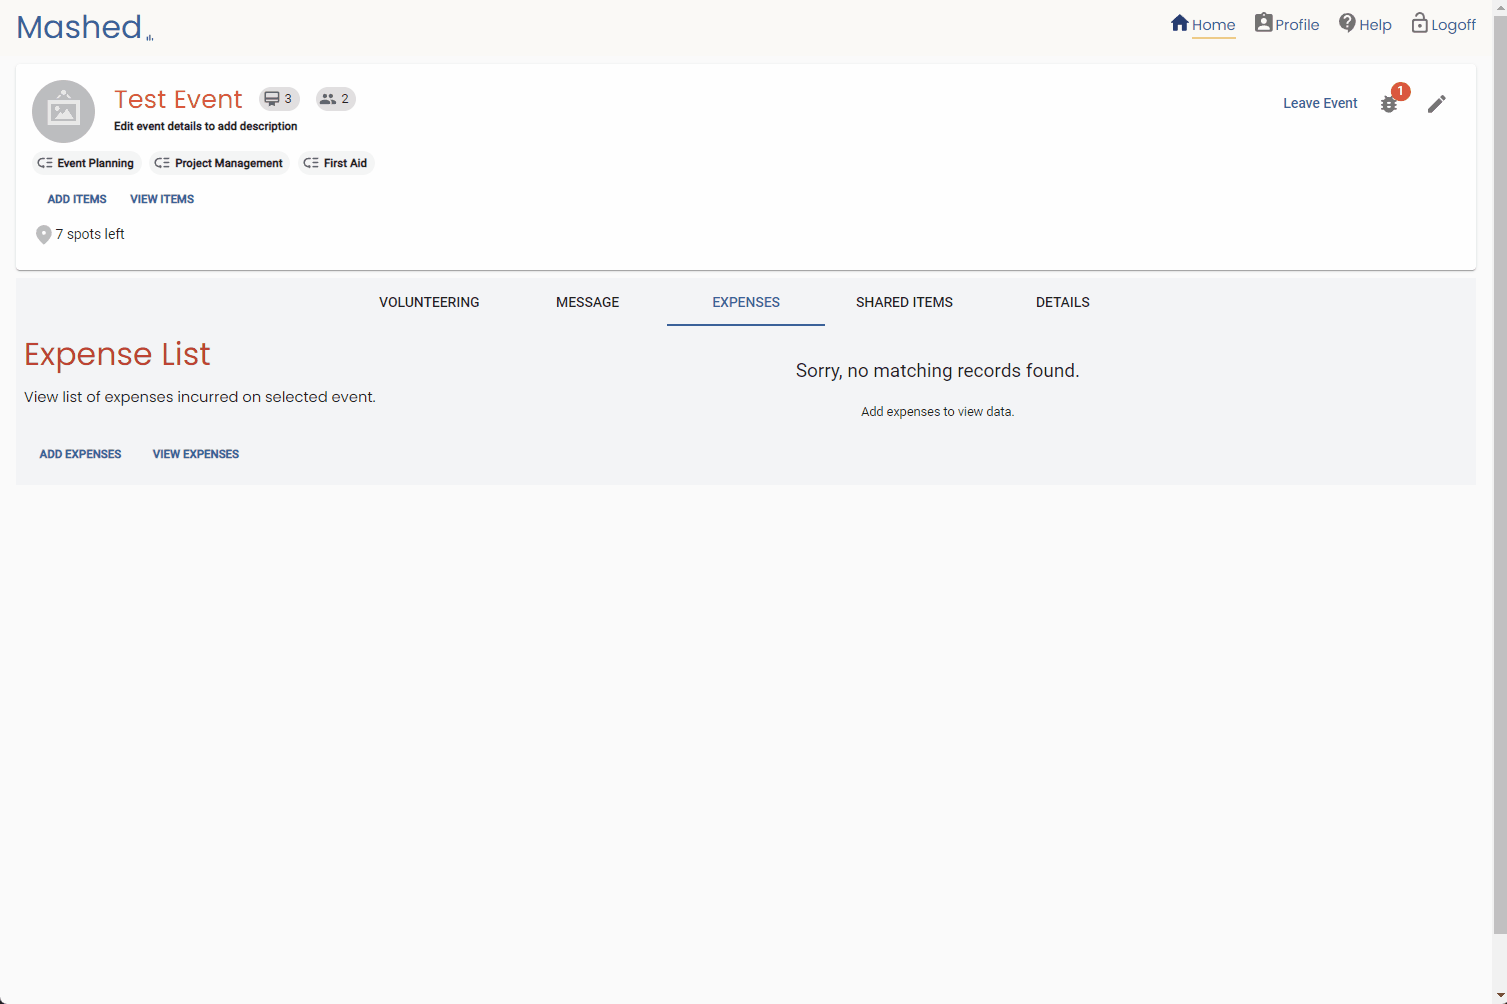 Mashed
Home Profile Help Logoff
Test Event 3 2
Edit event details to add description
Leave Event 1
Event Planning Project Management First Aid
ADD ITEMS VIEW ITEMS
7 spots left
VOLUNTEERING MESSAGE EXPENSES SHARED ITEMS DETAILS
Expense List
View list of expenses incurred on selected event.
ADD EXPENSES VIEW EXPENSES
Sorry, no matching records found.
Add expenses to view data.